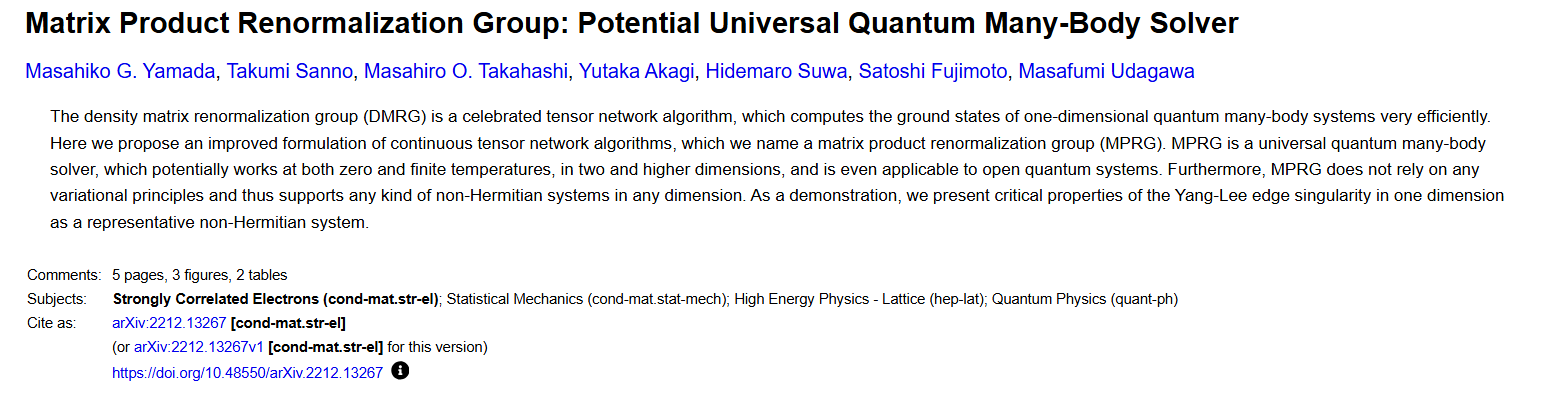 Matrix Product Renormalization Group: Potential Universal Quantum Many-Body Solver
Masahiko G. Yamada, Takumi Sanno, Masahiro O. Takahashi, Yutaka Akagi, Hidemaro Suwa, Satoshi Fujimoto, Masafumi Udagawa
The density matrix renormalization group (DMRG) is a celebrated tensor network algorithm, which computes the ground states of one-dimensional quantum many-body systems very efficiently.
Here we propose an improved formulation of continuous tensor network algorithms, which we name a matrix product renormalization group (MPRG). MPRG is a universal quantum many-body
solver, which potentially works at both zero and finite temperatures, in two and higher dimensions, and is even applicable to open quantum systems. Furthermore, MPRG does not rely on any
variational principles and thus supports any kind of non-Hermitian systems in any dimension. As a demonstration, we present critical properties of the Yang-Lee edge singularity in one dimension
as a representative non-Hermitian system.
Comments: 5 pages, 3 figures, 2 tables
Subjects: Strongly Correlated Electrons (cond-mat.str-el); Statistical Mechanics (cond-mat.stat-mech); High Energy Physics - Lattice (hep-lat); Quantum Physics (quant-ph)
Cite as: arXiv:2212.13267 [cond-mat.str-el]
(or arXiv:2212.13267v1 [cond-mat.str-el] for this version)
https://doi.org/10.48550/arXiv.2212.13267